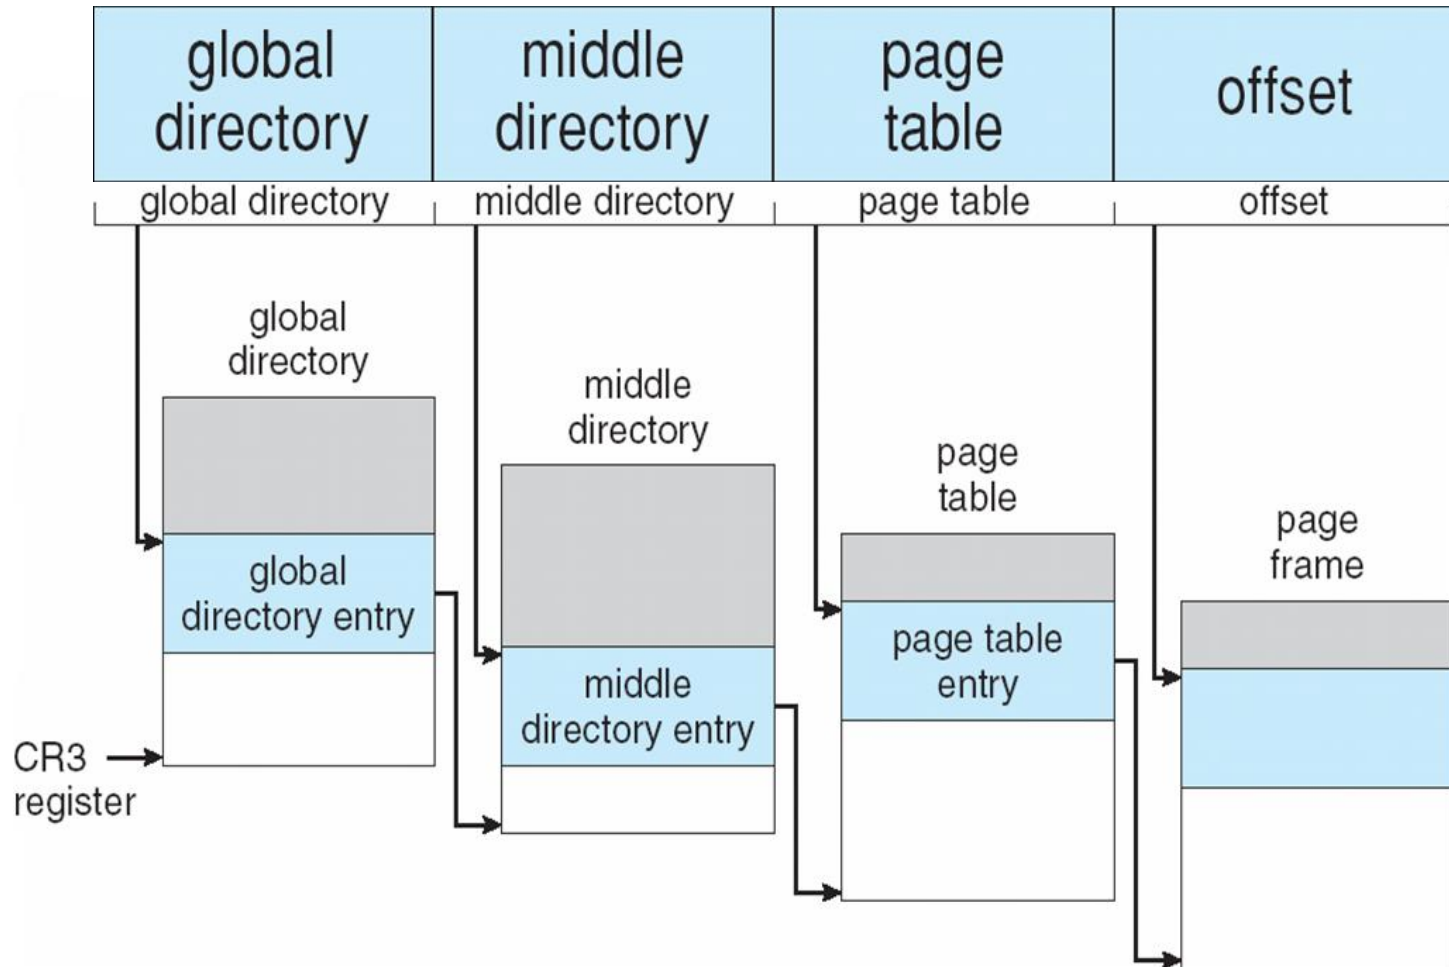 global
directory
middle
directory
page
table
offset
global directory
middle directory
page table
offset
global
directory
global
directory entry
CR3
register
middle
directory
middle
directory entry
page
table
page table
entry
page
frame